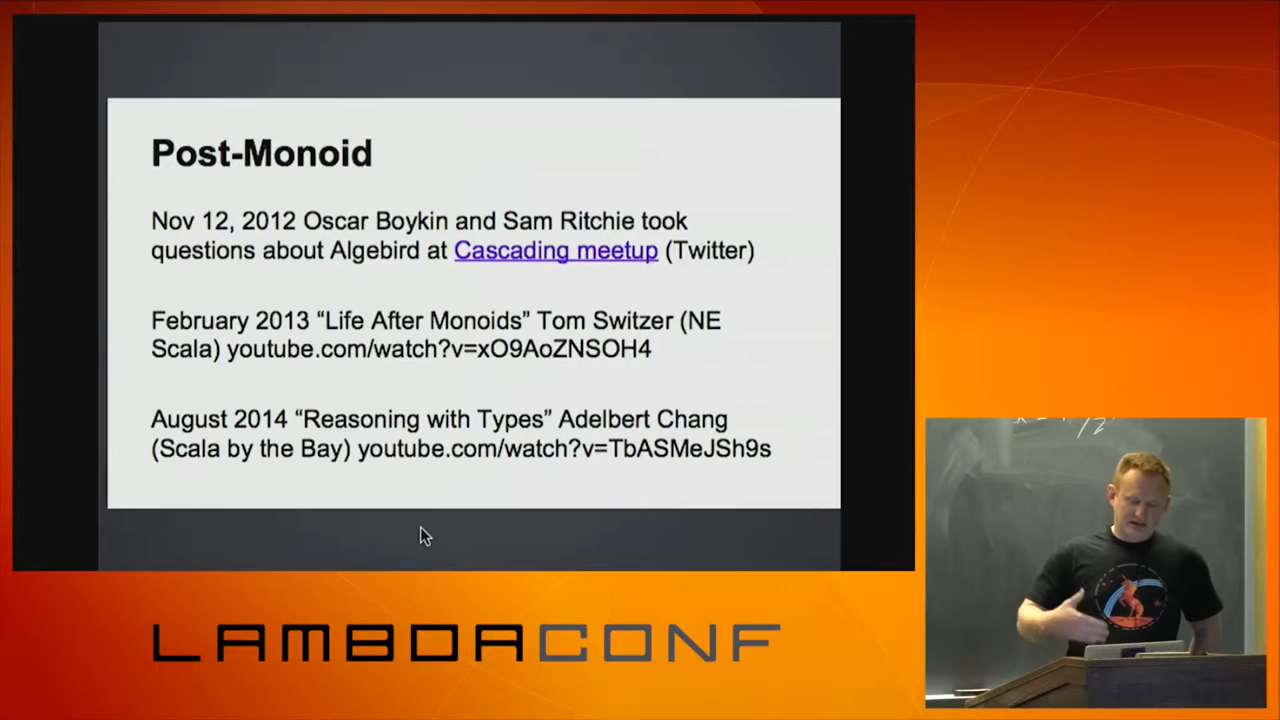 Post-Monoid
Nov 12, 2012 Oscar Boykin and Sam Ritchie took
questions about Algebird at Cascading meetup (Twitter)
February 2013 “Life After Monoids” Tom Switzer (NE
Scala) youtube.com/watch?v=xO9AoZNSOH4
August 2014 “Reasoning with Types” Adelbert Chang
(Scala by the Bay) youtube.com/watch?v=TbASMeJSh9s
LAMBDACONF